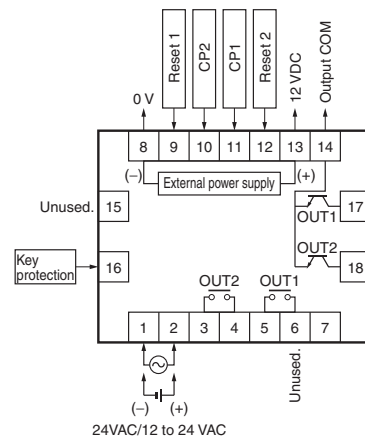 Reset 1
CP2
CP1
Reset 2
12 VDC
Output COM
0 V
8 9 10 11 12 13 14
(−) External power supply (+)
Unused. 15
17
OUT1
Key
protection
16
OUT2
18
OUT2 OUT1
1 2 3 4 5 6 7
Unused.
(−) (+)
24VAC/12 to 24 VAC